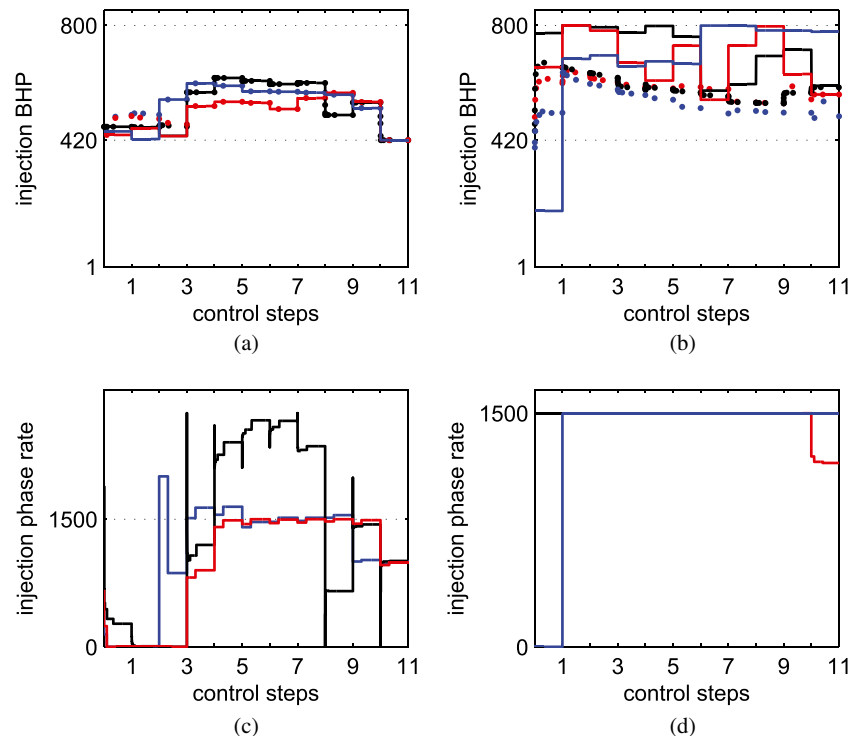 injection BHP
800
420
1
1 3 5 7 9 11
control steps
(a)
injection BHP
800
420
1
1 3 5 7 9 11
control steps
(b)
injection phase rate
1500
0
1 3 5 7 9 11
control steps
(c)
injection phase rate
1500
0
1 3 5 7 9 11
control steps
(d)